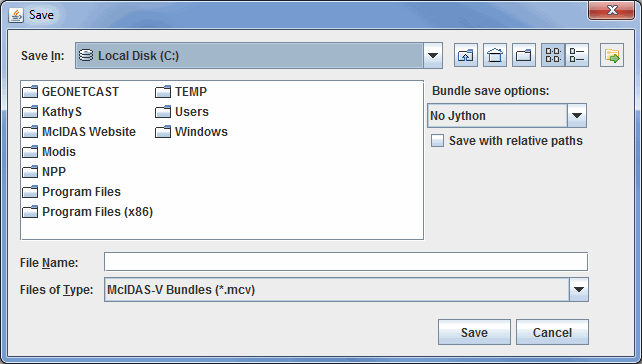 Save
Save In: Local Disk (C:)
GEONETCAST TEMP
KathyS Users
McIDAS Website Windows
Modis
NPP
Program Files
Program Files (x86)
Bundle save options:
No Jython
Save with relative paths
File Name:
Files of Type: McIDAS-V Bundles (*.mcv)
Save Cancel